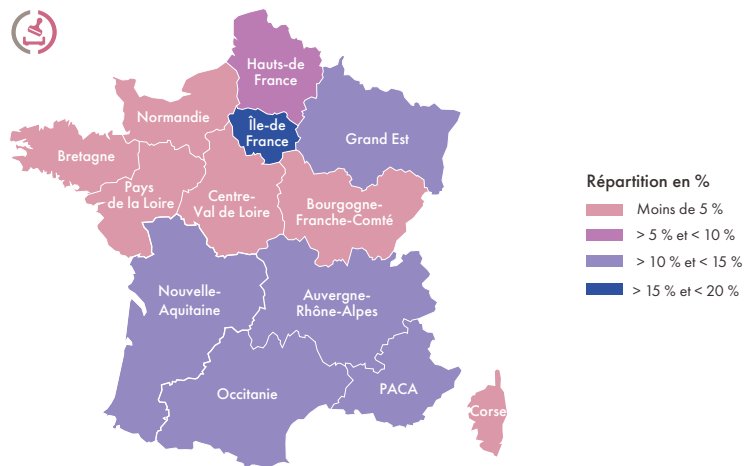 Hauts-de
France
Normandie
Île-de
France
Grand Est
Bretagne
Pays
de la Loire
Centre-
Val de Loire
Bourgogne-
Franche-Comté
Nouvelle-
Aquitaine
Auvergne-
Rhône-Alpes
Occitanie
PACA
Corse
Répartition en %
Moins de 5 %
> 5 % et < 10 %
> 10 % et < 15 %
> 15 % et < 20 %